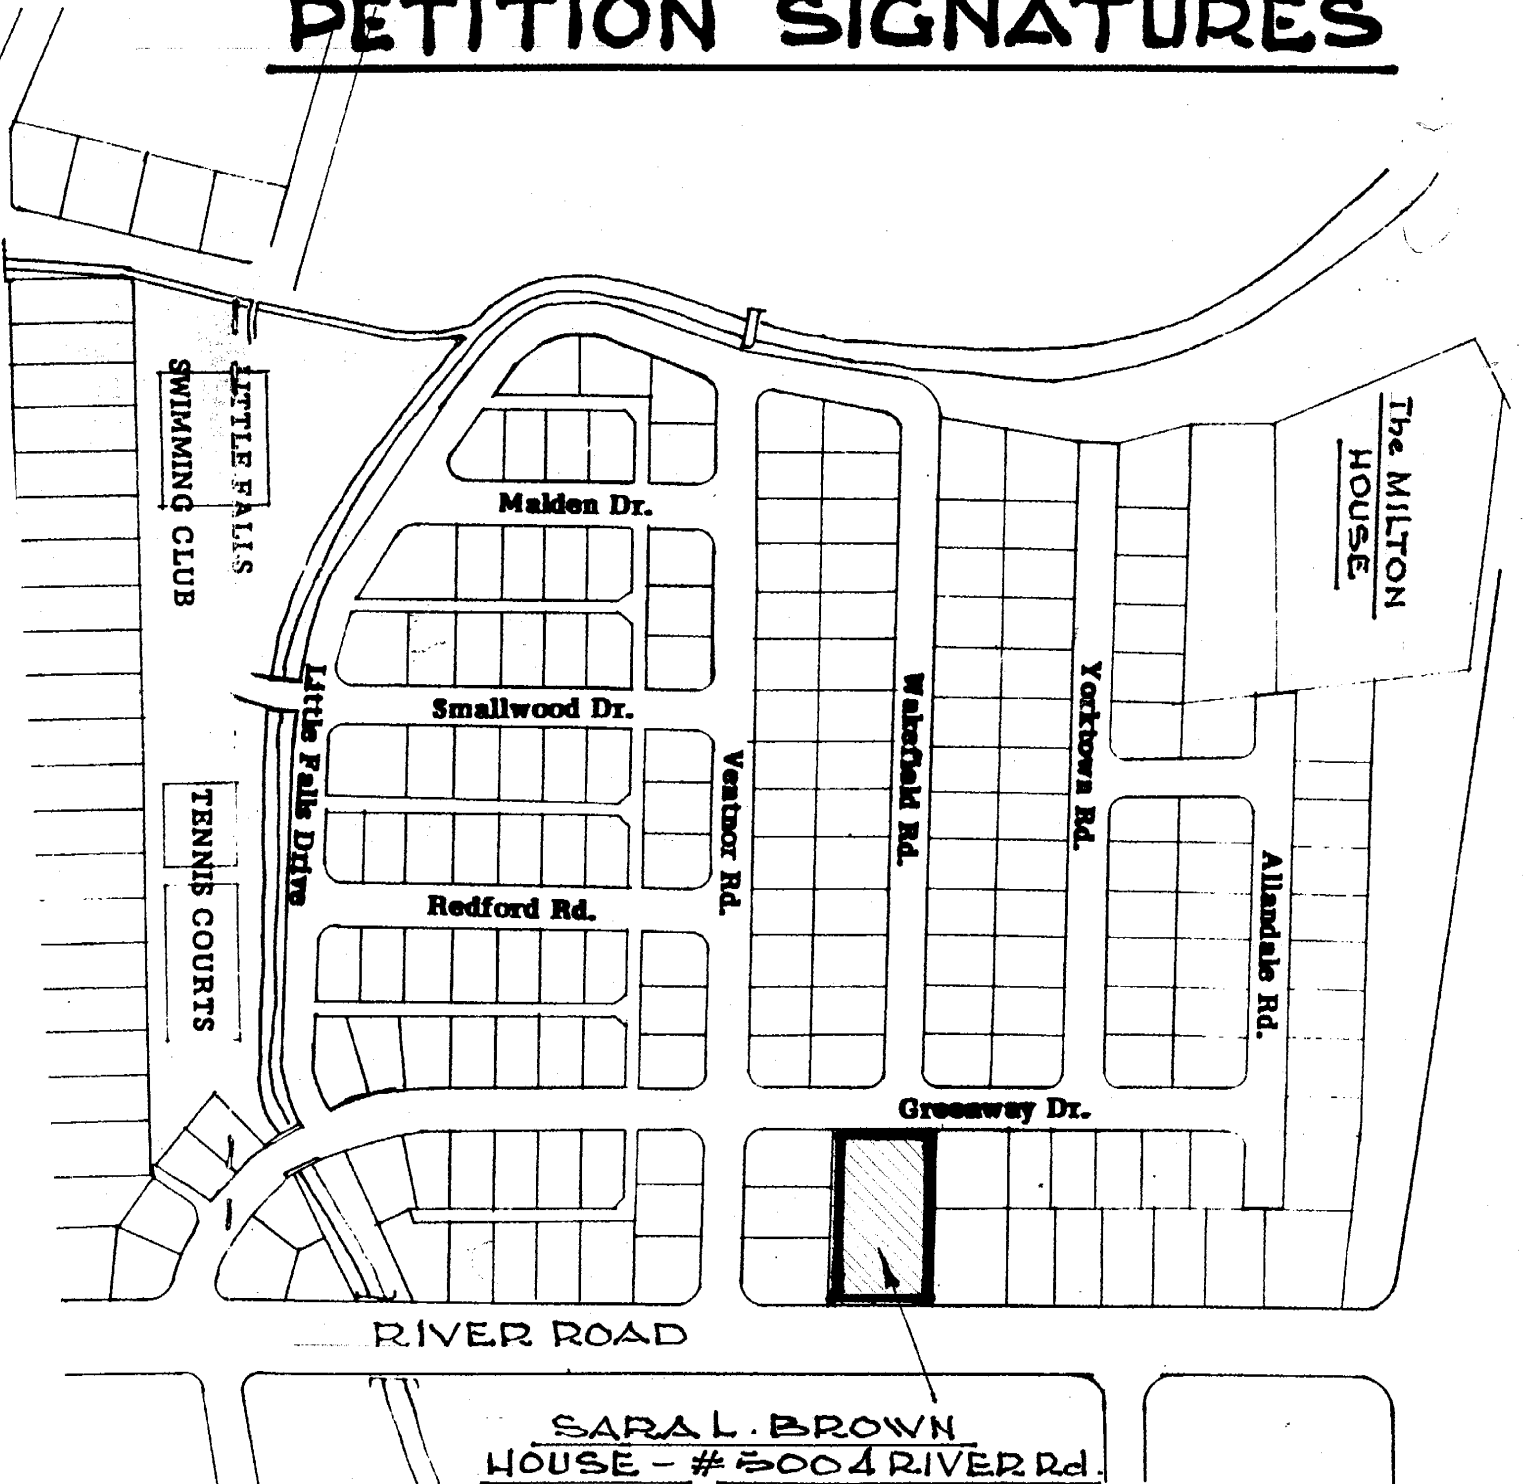 PETITION SIGNATURES
The MILTON
HOUSE
LITTLE FALLS
SWIMMING CLUB
Malden Dr.
Smallwood Dr.
Little Falls Drive
Ventnor Rd.
Wakefield Rd.
Yorktown Rd.
TENNIS COURTS
Redford Rd.
Allandale Rd.
Greenway Dr.
RIVER ROAD
SARA L. BROWN
HOUSE - #5004 RIVER Rd.